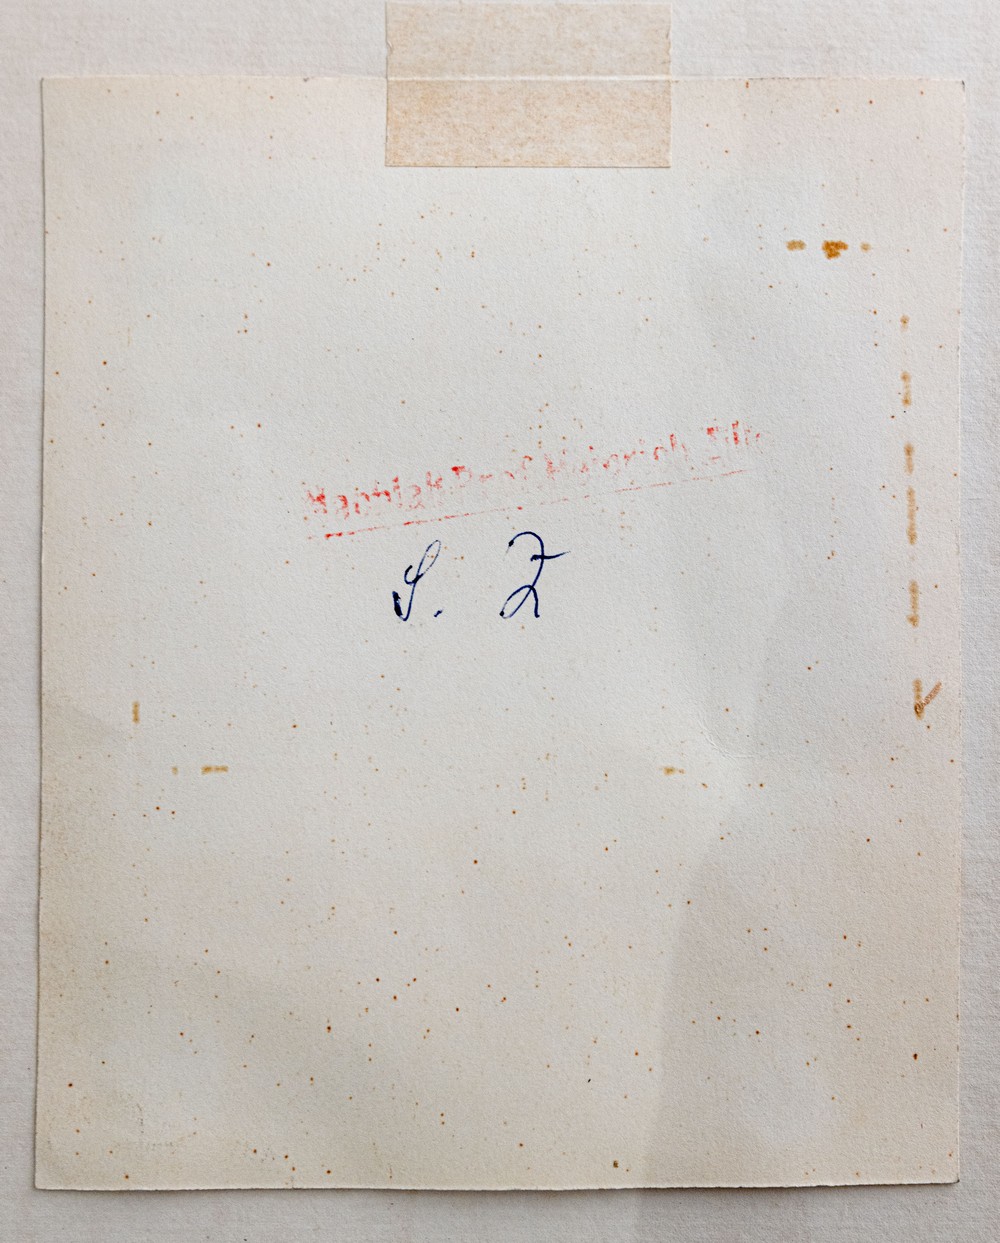 Nachlaß Prof. Heinrich Zille
S. Z